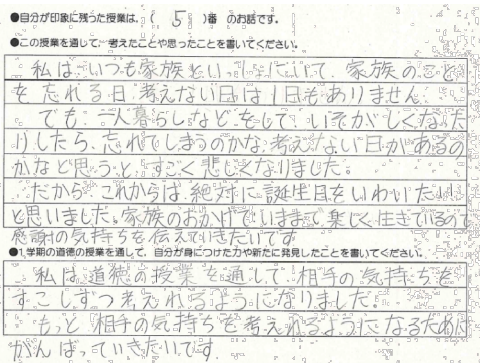 ●自分が印象に残った授業は、( 5 )番 のお話です。
●この授業を通して、考えたことや思ったことを書いてください。
私は、いつも家族といっしょにいて、家族のこと
を忘れる日、考えない日は1日もありません。
でも、一人暮らしなどをして、いそがしくなった
りしたら、忘れてしまうのかな、考えない日があるの
かなど思うと、すごく悲しくなりました。
だから、これからは、絶対に誕生日をいわいたい
と思いました。家族のおかげで、いままで楽しく生きているので
感謝の気持ちを伝えていきたいです
●1学期の道徳の授業を通して、自分が身につけた力や新たに発見したことを書いてください。
私は、道徳の授業を通して、相手の気持ちを
すこしずつ考えれるようになりました。
もっと、相手の気持ちを考えれるようになるために
がんばっていきたいです